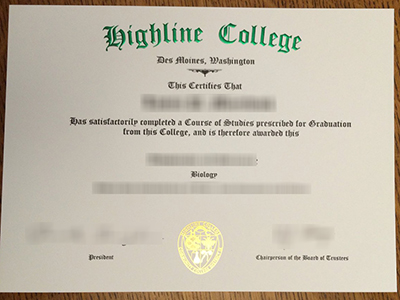 Highline College
Des Moines, Washington
This Certifies That
Has satisfactorily completed a Course of Studies prescribed for Graduation
from this College, and is therefore awarded this
Biology
President
Chairperson of the Board of Trustees